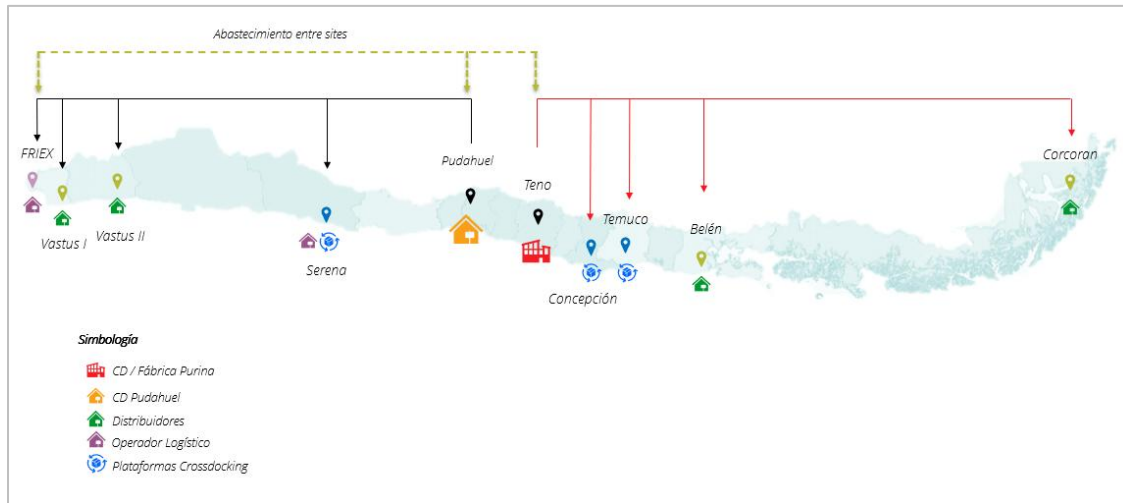 Abastecimiento entre sites
FRIEX
Vastus I
Vastus II
Serena
Pudahuel
Teno
Concepción
Temuco
Belén
Corcoran
Simbología
CD / Fábrica Purina
CD Pudahuel
Distribuidores
Operador Logístico
Plataformas Crossdocking